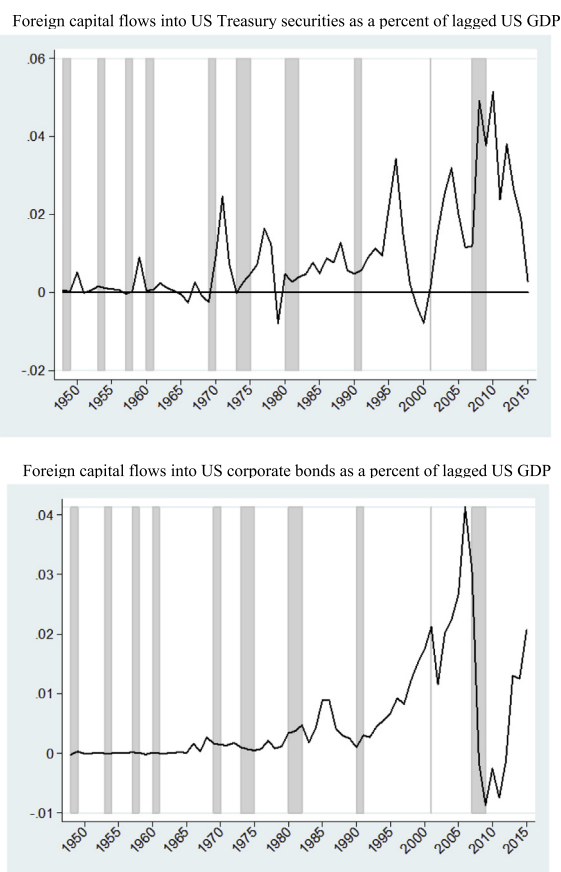 Foreign capital flows into US Treasury securities as a percent of lagged US GDP
.06
.04
.02
0
-.02
1950 1955 1960 1965 1970 1975 1980 1985 1990 1995 2000 2005 2010 2015
Foreign capital flows into US corporate bonds as a percent of lagged US GDP
.04
.03
.02
.01
0
-.01
1950 1955 1960 1965 1970 1975 1980 1985 1990 1995 2000 2005 2010 2015